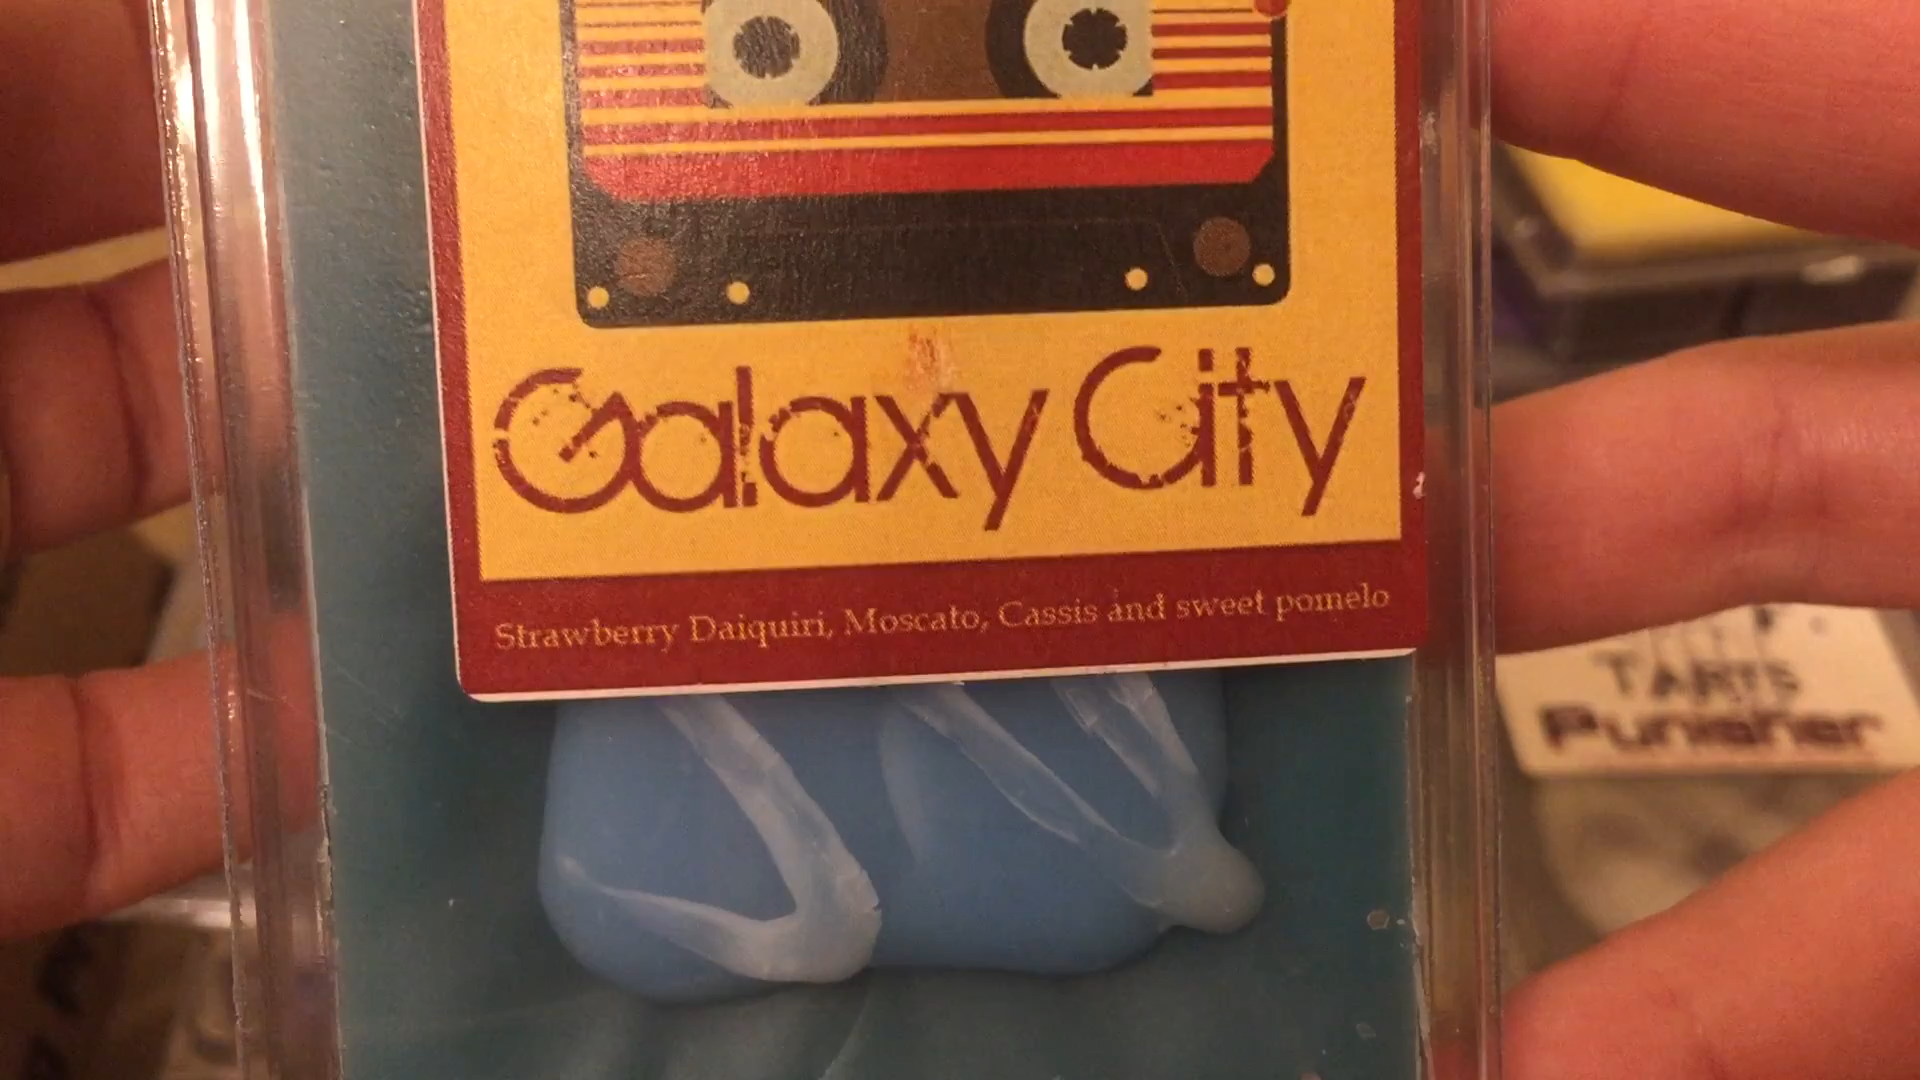 Galaxy City
Strawberry Daiquiri, Moscato, Cassis and sweet pomelo
TARTS
Punisher